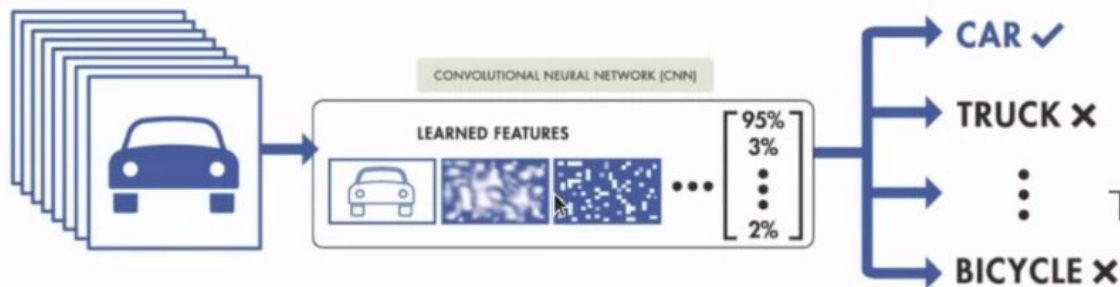 CONVOLUTIONAL NEURAL NETWORK (CNN)
LEARNED FEATURES
95%
3%
2%
CAR ✓
TRUCK ✕
BICYCLE ✕
T